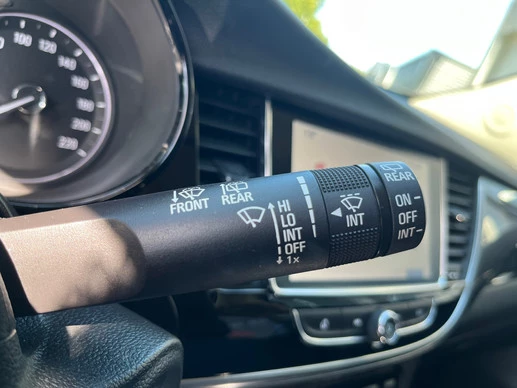 100
120
140
160
180
200
220
FRONT
REAR
HI
LO
INT
OFF
1x
INT
REAR
ON
OFF
INT